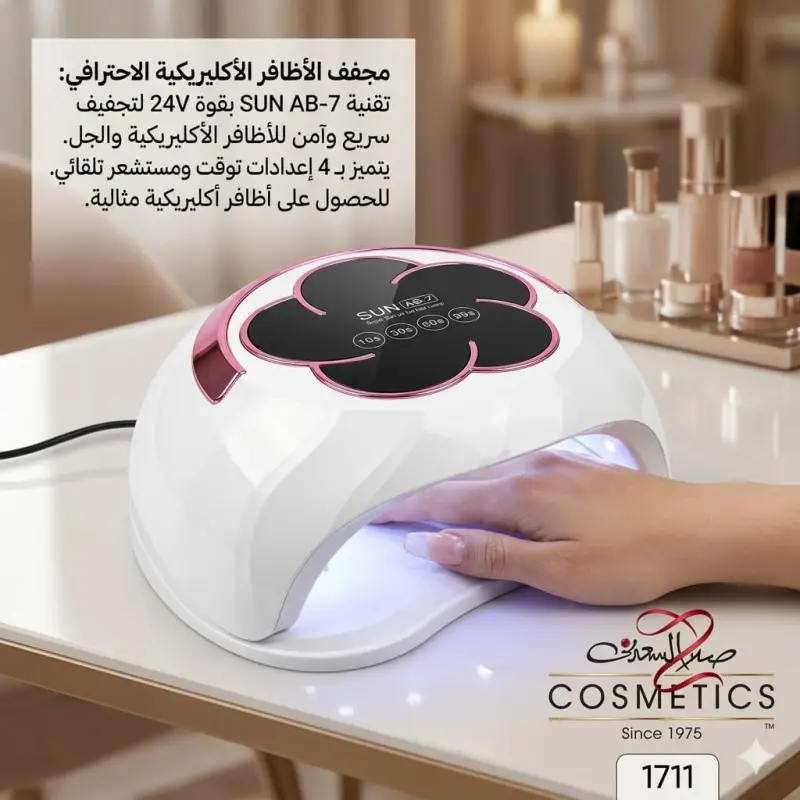 مجفف الأظافر الأكليريكية الاحترافي:
تقنية SUN AB-7 بقوة 24V لتجفيف
سريع وآمن للأظافر الأكليريكية والجل.
يتميز بـ 4 إعدادات توقت ومستشعر تلقائي.
للحصول على أظافر أكليريكية مثالية.
SUN AB-7
10s 30s 60s 99s
COSMETICS
TM
Since 1975
1711